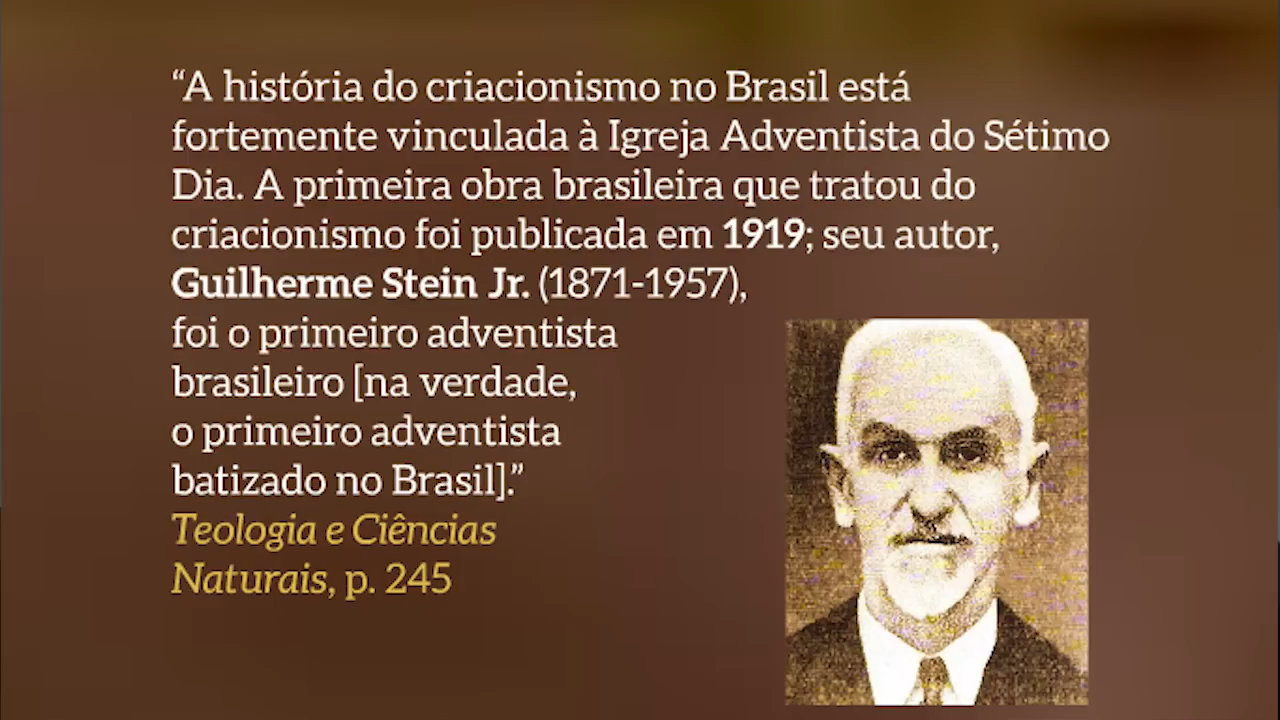 “A história do criacionismo no Brasil está
fortemente vinculada à Igreja Adventista do Sétimo
Dia. A primeira obra brasileira que tratou do
criacionismo foi publicada em 1919; seu autor,
Guilherme Stein Jr. (1871-1957),
foi o primeiro adventista
brasileiro [na verdade,
o primeiro adventista
batizado no Brasil].”
Teologia e Ciências
Naturais, p. 245